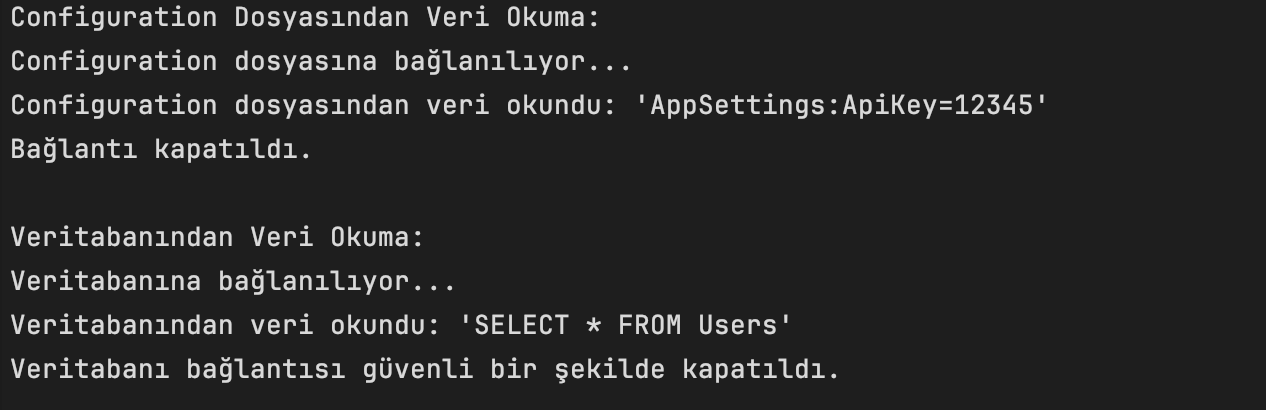 Configuration Dosyasından Veri Okuma:
Configuration dosyasına bağlanılıyor...
Configuration dosyasından veri okundu: 'AppSettings:ApiKey=12345'
Bağlantı kapatıldı.

Veritabanından Veri Okuma:
Veritabanına bağlanılıyor...
Veritabanından veri okundu: 'SELECT * FROM Users'
Veritabanı bağlantısı güvenli bir şekilde kapatıldı.